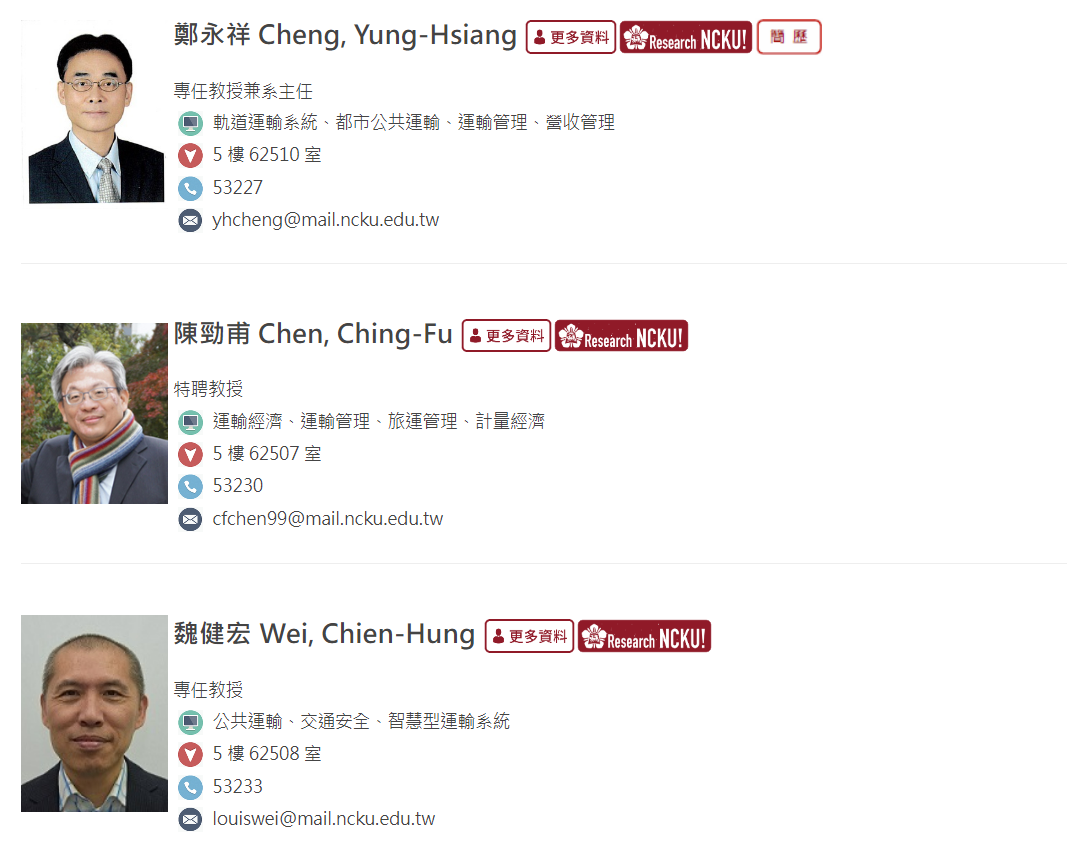 鄭永祥 Cheng, Yung-Hsiang 更多資料 Research NCKU! 簡 歷
專任教授兼系主任
軌道運輸系統、都市公共運輸、運輸管理、營收管理
5 樓 62510 室
53227
yhcheng@mail.ncku.edu.tw
陳勁甫 Chen, Ching-Fu 更多資料 Research NCKU!
特聘教授
運輸經濟、運輸管理、旅運管理、計量經濟
5 樓 62507 室
53230
cfchen99@mail.ncku.edu.tw
魏健宏 Wei, Chien-Hung 更多資料 Research NCKU!
專任教授
公共運輸、交通安全、智慧型運輸系統
5 樓 62508 室
53233
louiswei@mail.ncku.edu.tw